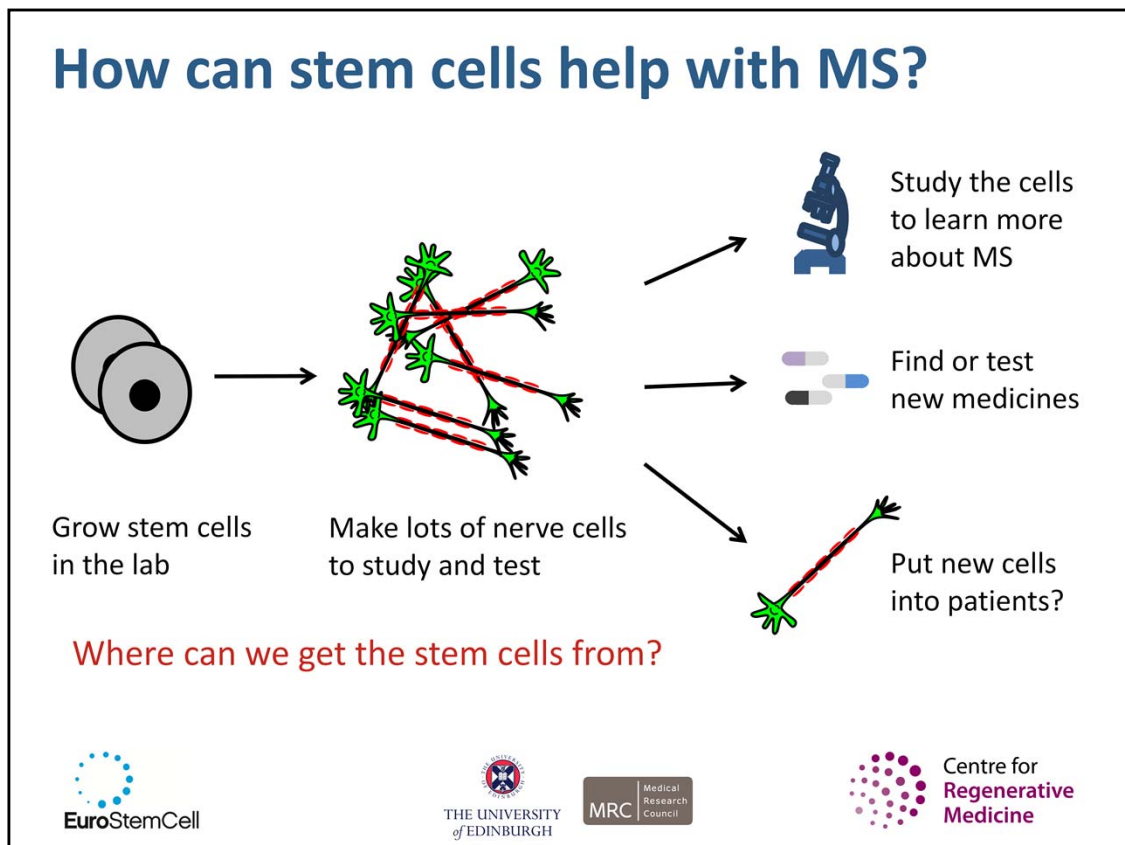 How can stem cells help with MS?
Study the cells
to learn more
about MS
Find or test
new medicines
Grow stem cells
in the lab
Make lots of nerve cells
to study and test
Put new cells
into patients?
Where can we get the stem cells from?
EuroStemCell
THE UNIVERSITY
of EDINBURGH
MRC
Medical
Research
Council
Centre for
Regenerative
Medicine